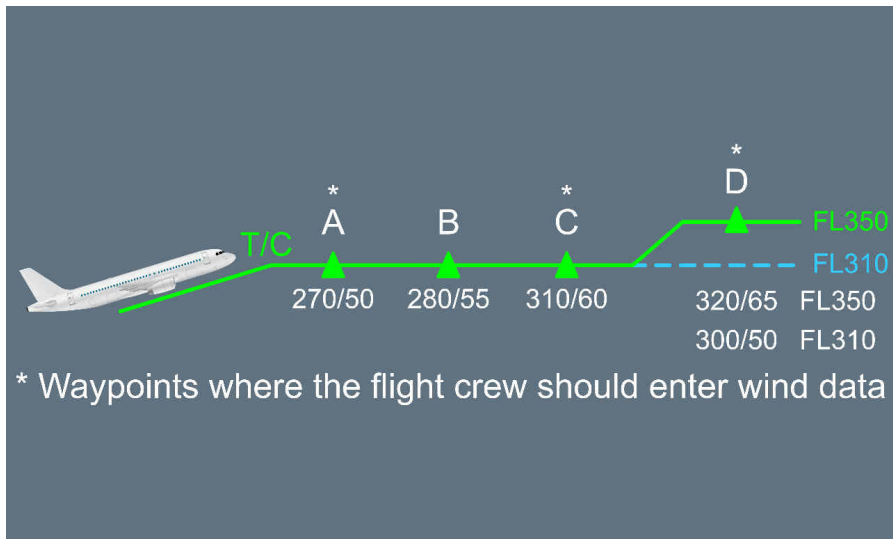 * * *
A B C D
T/C FL350
FL310
270/50 280/55 310/60 320/65 FL350
300/50 FL310
* Waypoints where the flight crew should enter wind data